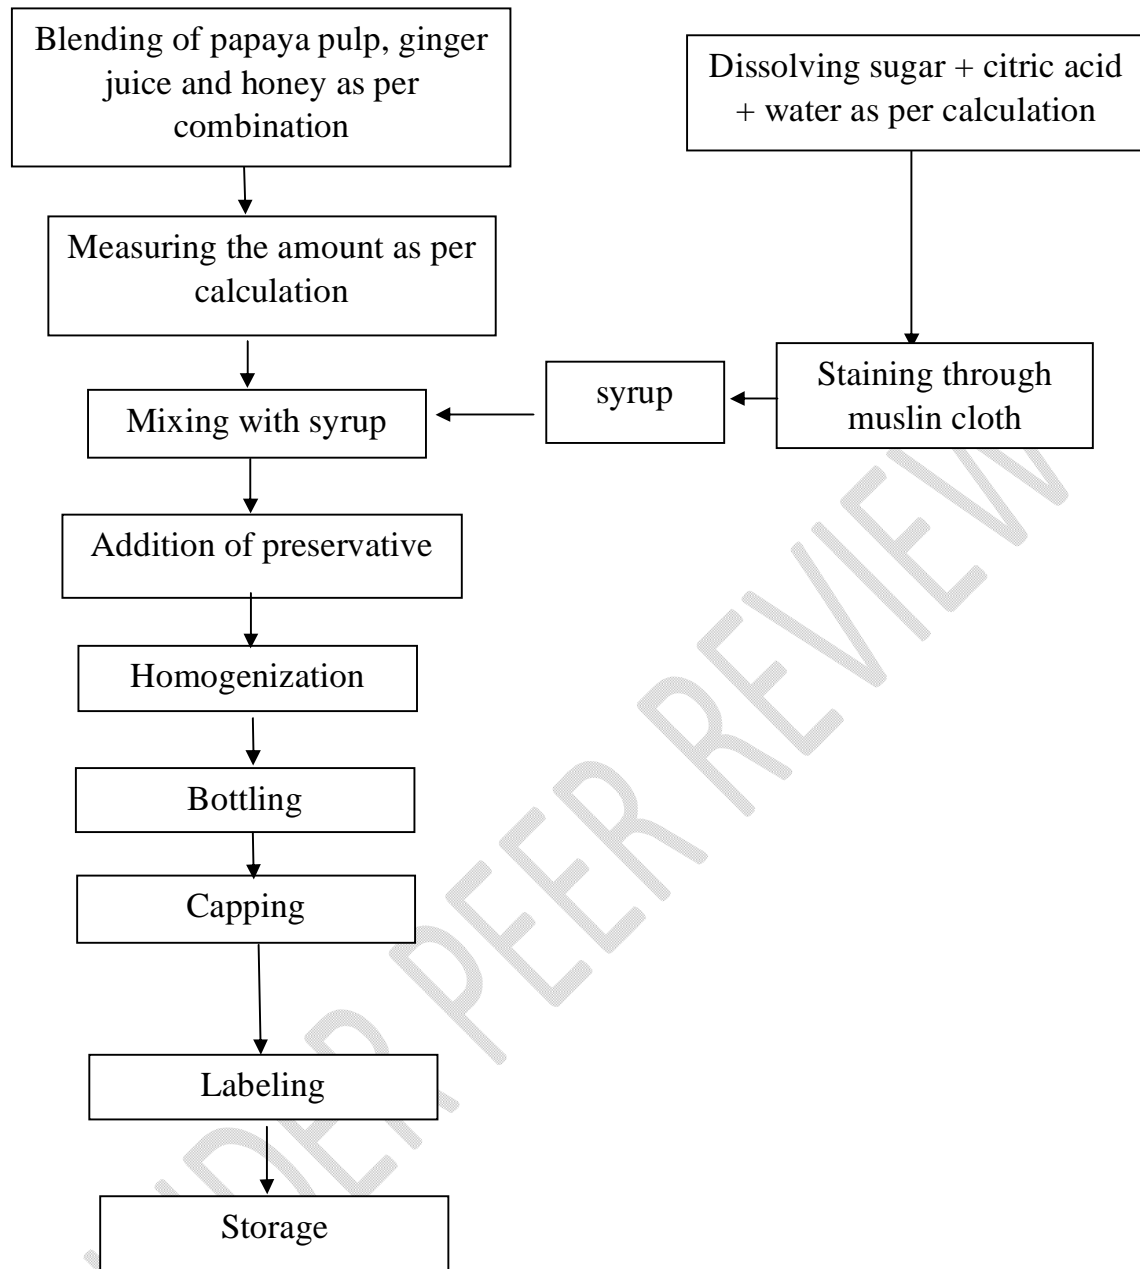 Blending of papaya pulp, ginger
juice and honey as per
combination
Dissolving sugar + citric acid
+ water as per calculation
Measuring the amount as per
calculation
Staining through
muslin cloth
syrup
Mixing with syrup
Addition of preservative
Homogenization
Bottling
Capping
Labeling
Storage
UNDER PEER REVIEW